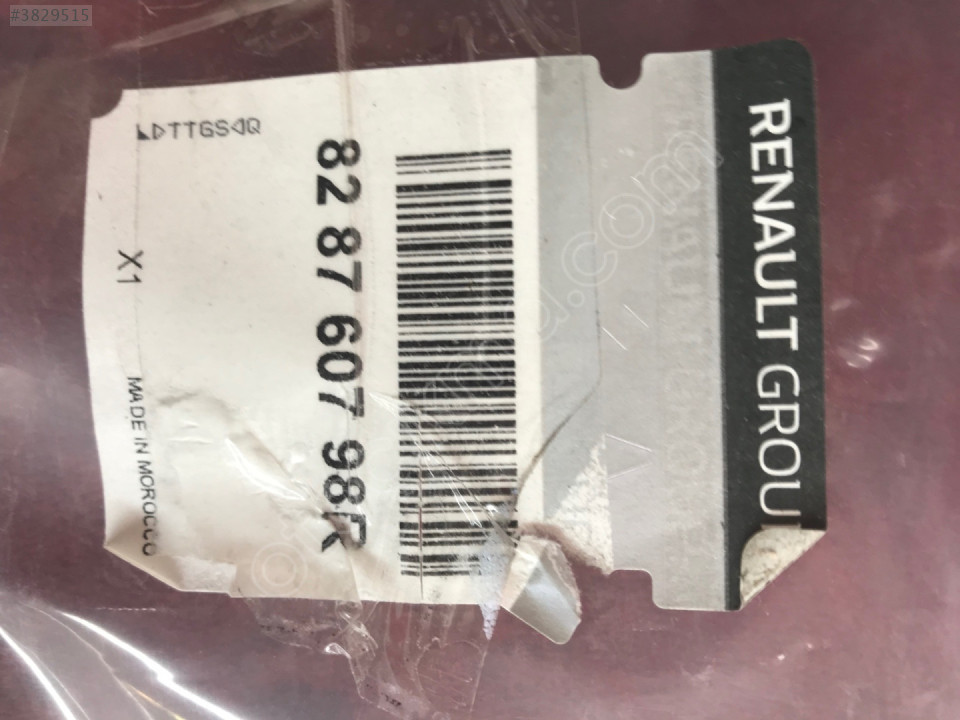 #3829515
RENAULT GROU
82 87 607 98R
X1
MADE IN MOROCCO